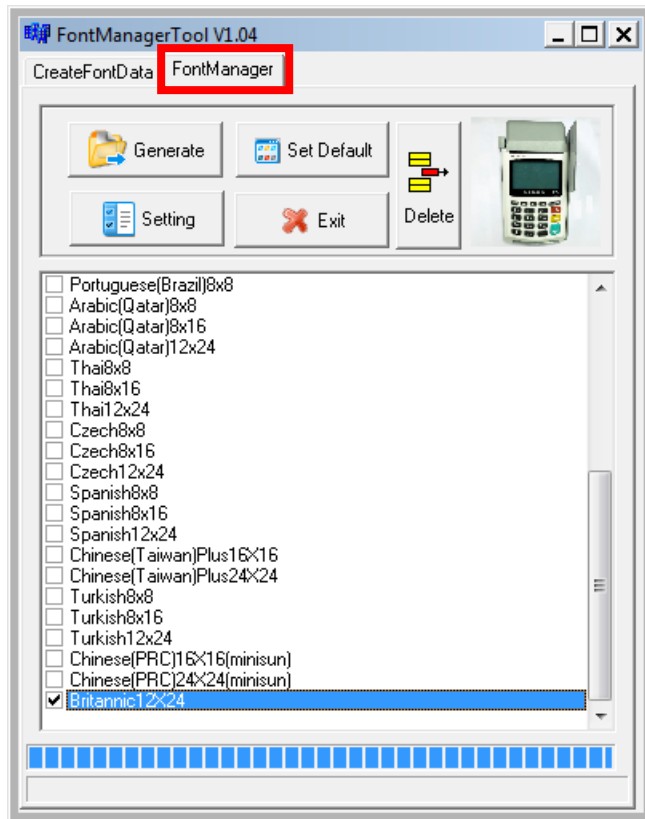 FontManagerTool V1.04
CreateFontData FontManager
Generate Set Default
Setting Exit Delete
Portuguese(Brazil)8x8
Arabic(Qatar)8x8
Arabic(Qatar)8x16
Arabic(Qatar)12x24
Thai8x8
Thai8x16
Thai12x24
Czech8x8
Czech8x16
Czech12x24
Spanish8x8
Spanish8x16
Spanish12x24
Chinese(Taiwan)Plus16X16
Chinese(Taiwan)Plus24X24
Turkish8x8
Turkish8x16
Turkish12x24
Chinese(PRC)16X16(minisun)
Chinese(PRC)24X24(minisun)
Britannic12X24